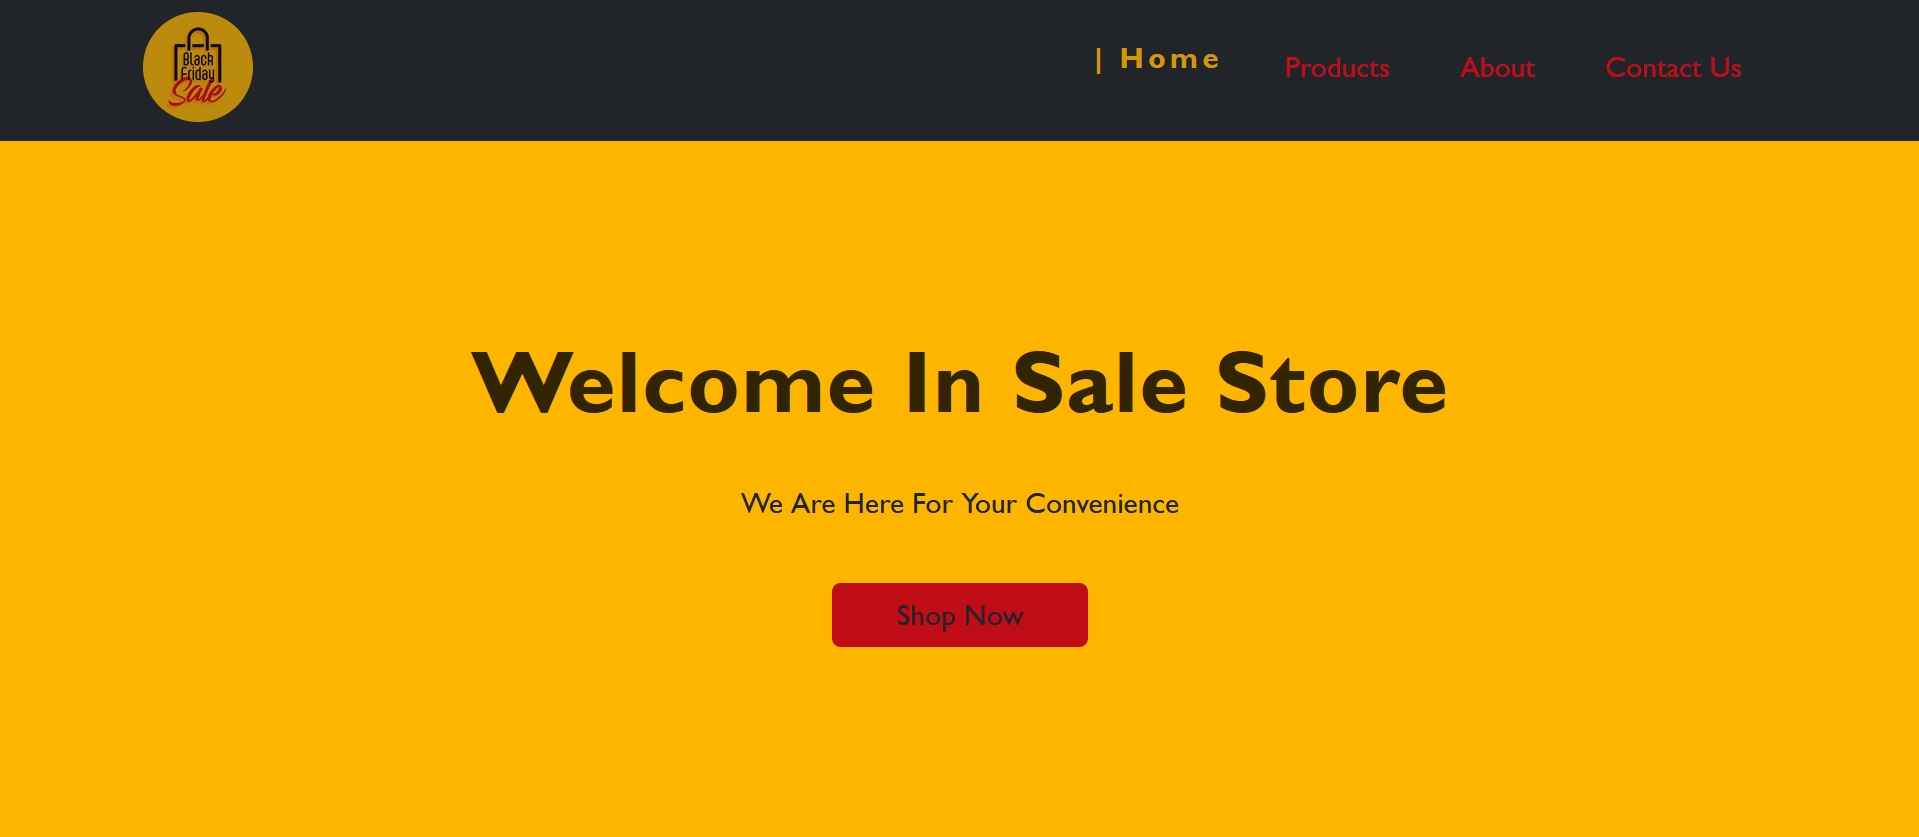 Black
Friday
Sale
| Home
Products
About
Contact Us
Welcome In Sale Store
We Are Here For Your Convenience
Shop Now